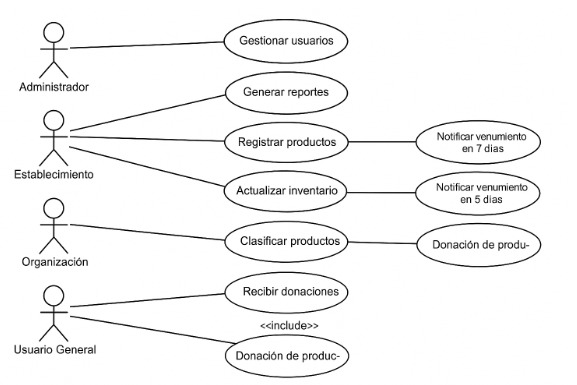 Administrador
Gestionar usuarios
Generar reportes
Establecimiento
Registrar productos
Notificar venumiento
en 7 dias
Actualizar inventario
Notificar venumiento
en 5 dias
Organización
Clasificar productos
Donación de produ-
Usuario General
Recibir donaciones
<<include>>
Donación de produc-